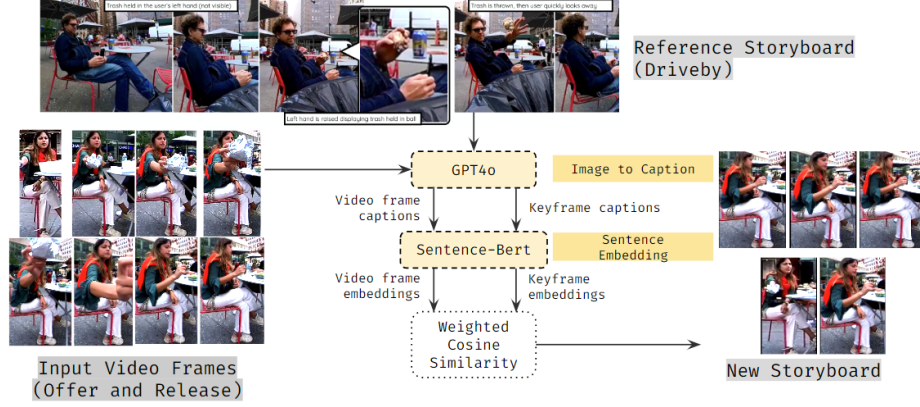 Trash held in the user's left hand (not visible)
Trash is thrown, then user quickly looks away
Left hand is raised displaying trash held in ball
Reference Storyboard
(Driveby)
GPT4o
Image to Caption
Video frame
captions
Keyframe captions
Sentence-Bert
Sentence
Embedding
Video frame
embeddings
Keyframe
embeddings
Weighted
Cosine
Similarity
Input Video Frames
(Offer and Release)
New Storyboard